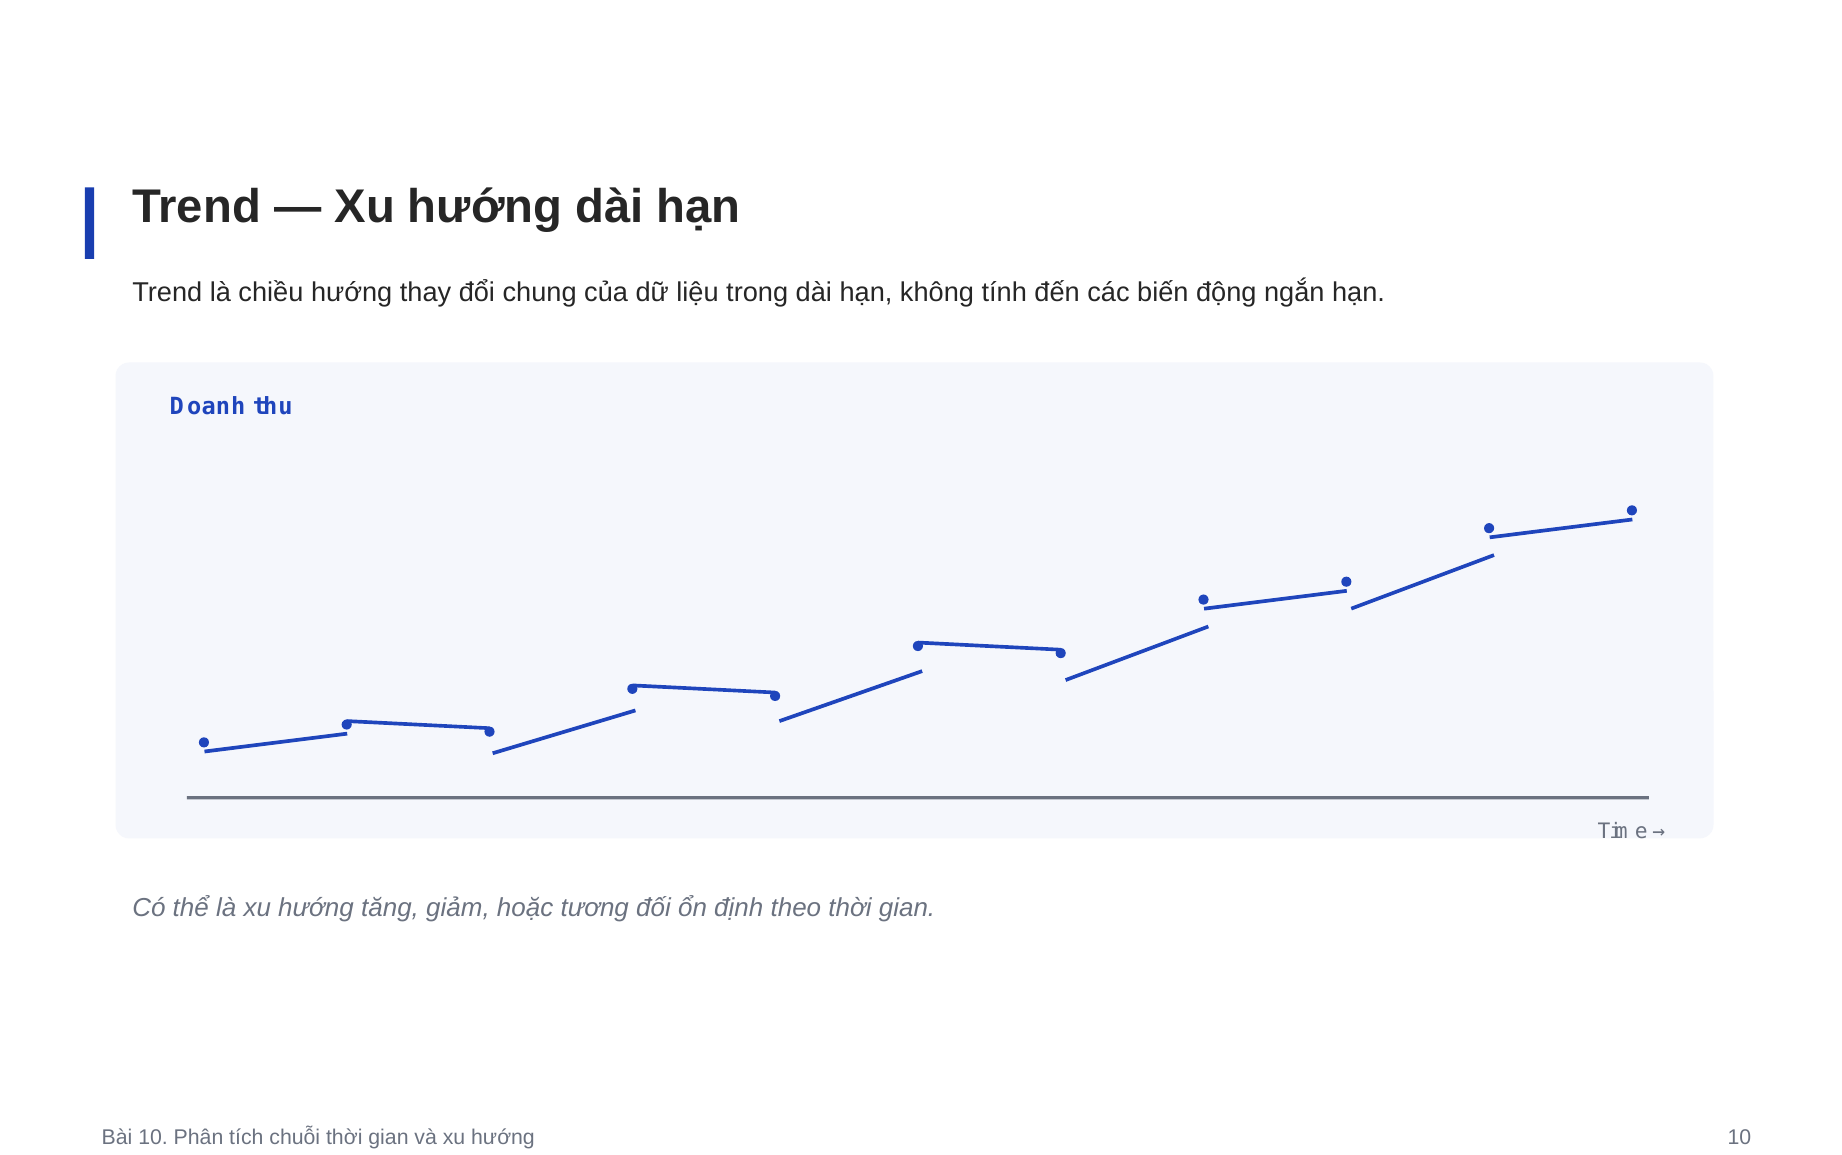 Trend — Xu hướng dài hạn
Trend là chiều hướng thay đổi chung của dữ liệu trong dài hạn, không tính đến các biến động ngắn hạn.
Doanh thu
Time →
Có thể là xu hướng tăng, giảm, hoặc tương đối ổn định theo thời gian.
Bài 10. Phân tích chuỗi thời gian và xu hướng
10